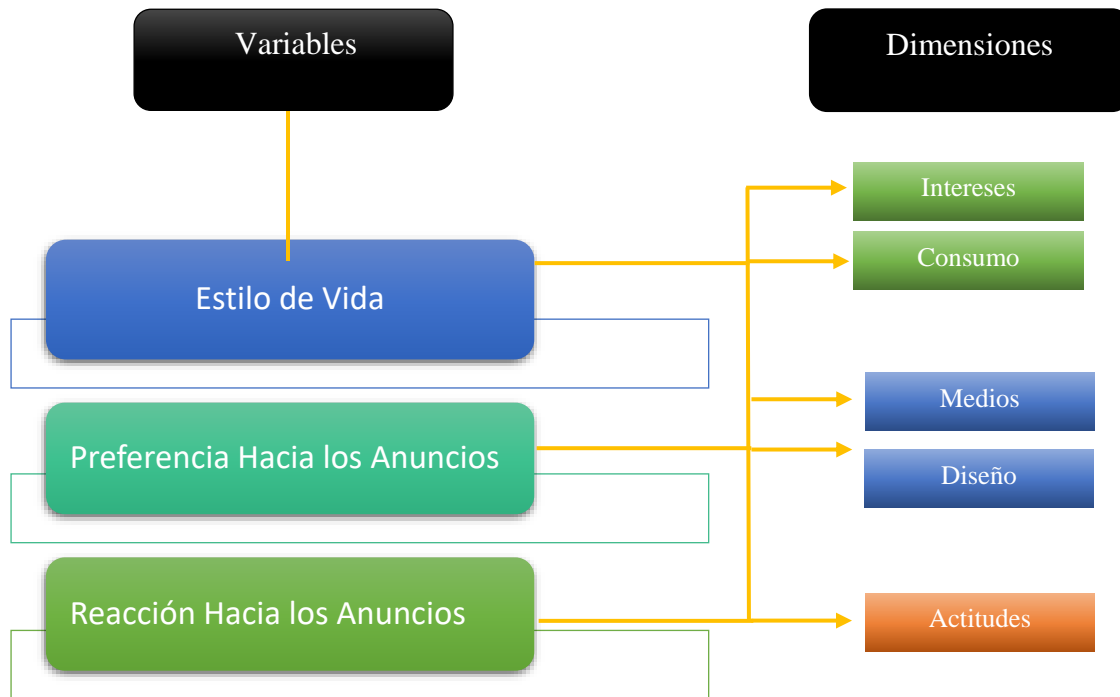 Variables
Dimensiones
Intereses
Consumo
Estilo de Vida
Medios
Preferencia Hacia los Anuncios
Diseño
Reacción Hacia los Anuncios
Actitudes